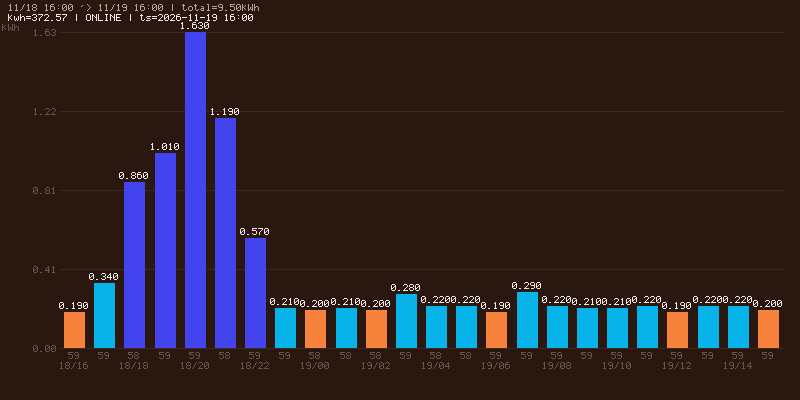 11/18 16:00 -> 11/19 16:00 | total=9.50kWh
kWh=372.57 | ONLINE | ts=2026-11-19 16:00
kWh
1.63
1.22
0.81
0.41
0.00
0.190 0.340 0.860 1.010 1.630 1.190 0.570 0.210 0.200 0.210 0.200 0.280 0.220 0.220 0.190 0.290 0.220 0.210 0.210 0.220 0.190 0.220 0.220 0.200
59 59 58 59 59 58 58 59 59 58 58 59 58 58 59 59 58 59 59 58 59 59 59 59
18/16 18/18 18/20 18/22 19/00 19/02 19/04 19/06 19/08 19/10 19/12 19/14